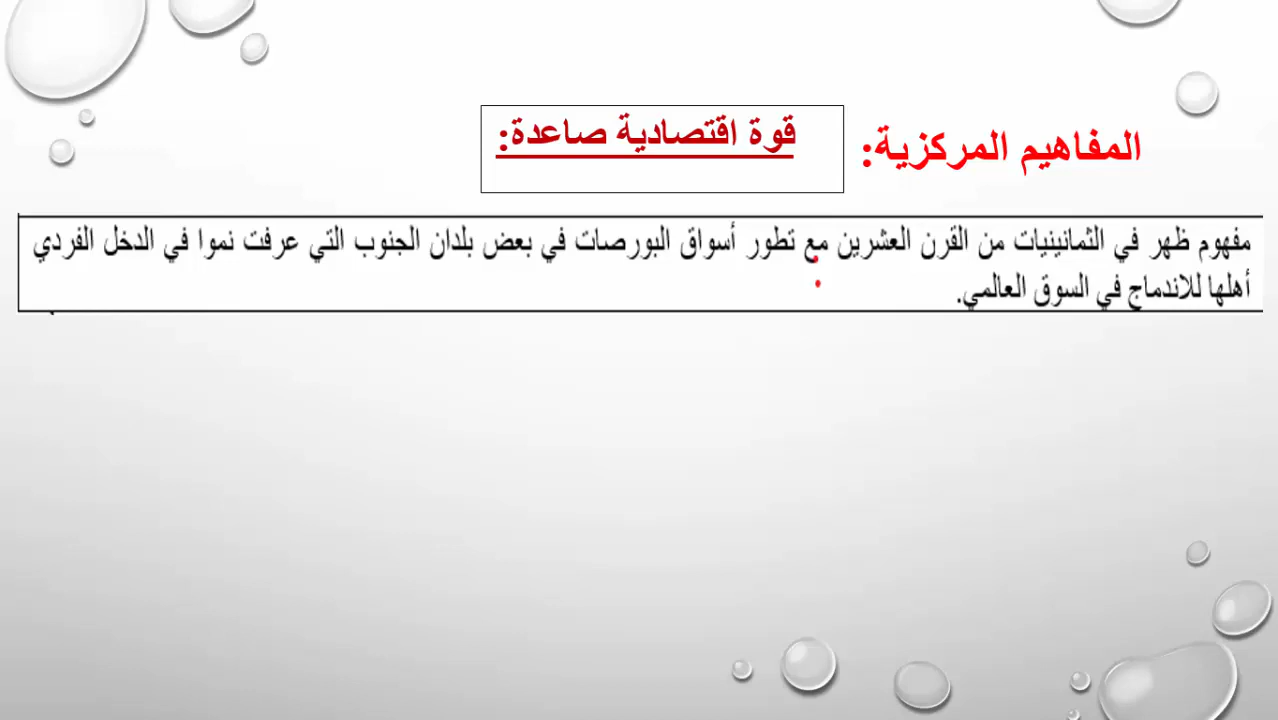 المفاهيم المركزية:
قوة اقتصادية صاعدة:
مفهوم ظهر في الثمانينيات من القرن العشرين مع تطور أسواق البورصات في بعض بلدان الجنوب التي عرفت نموا في الدخل الفردي
أهلها للاندماج في السوق العالمي.